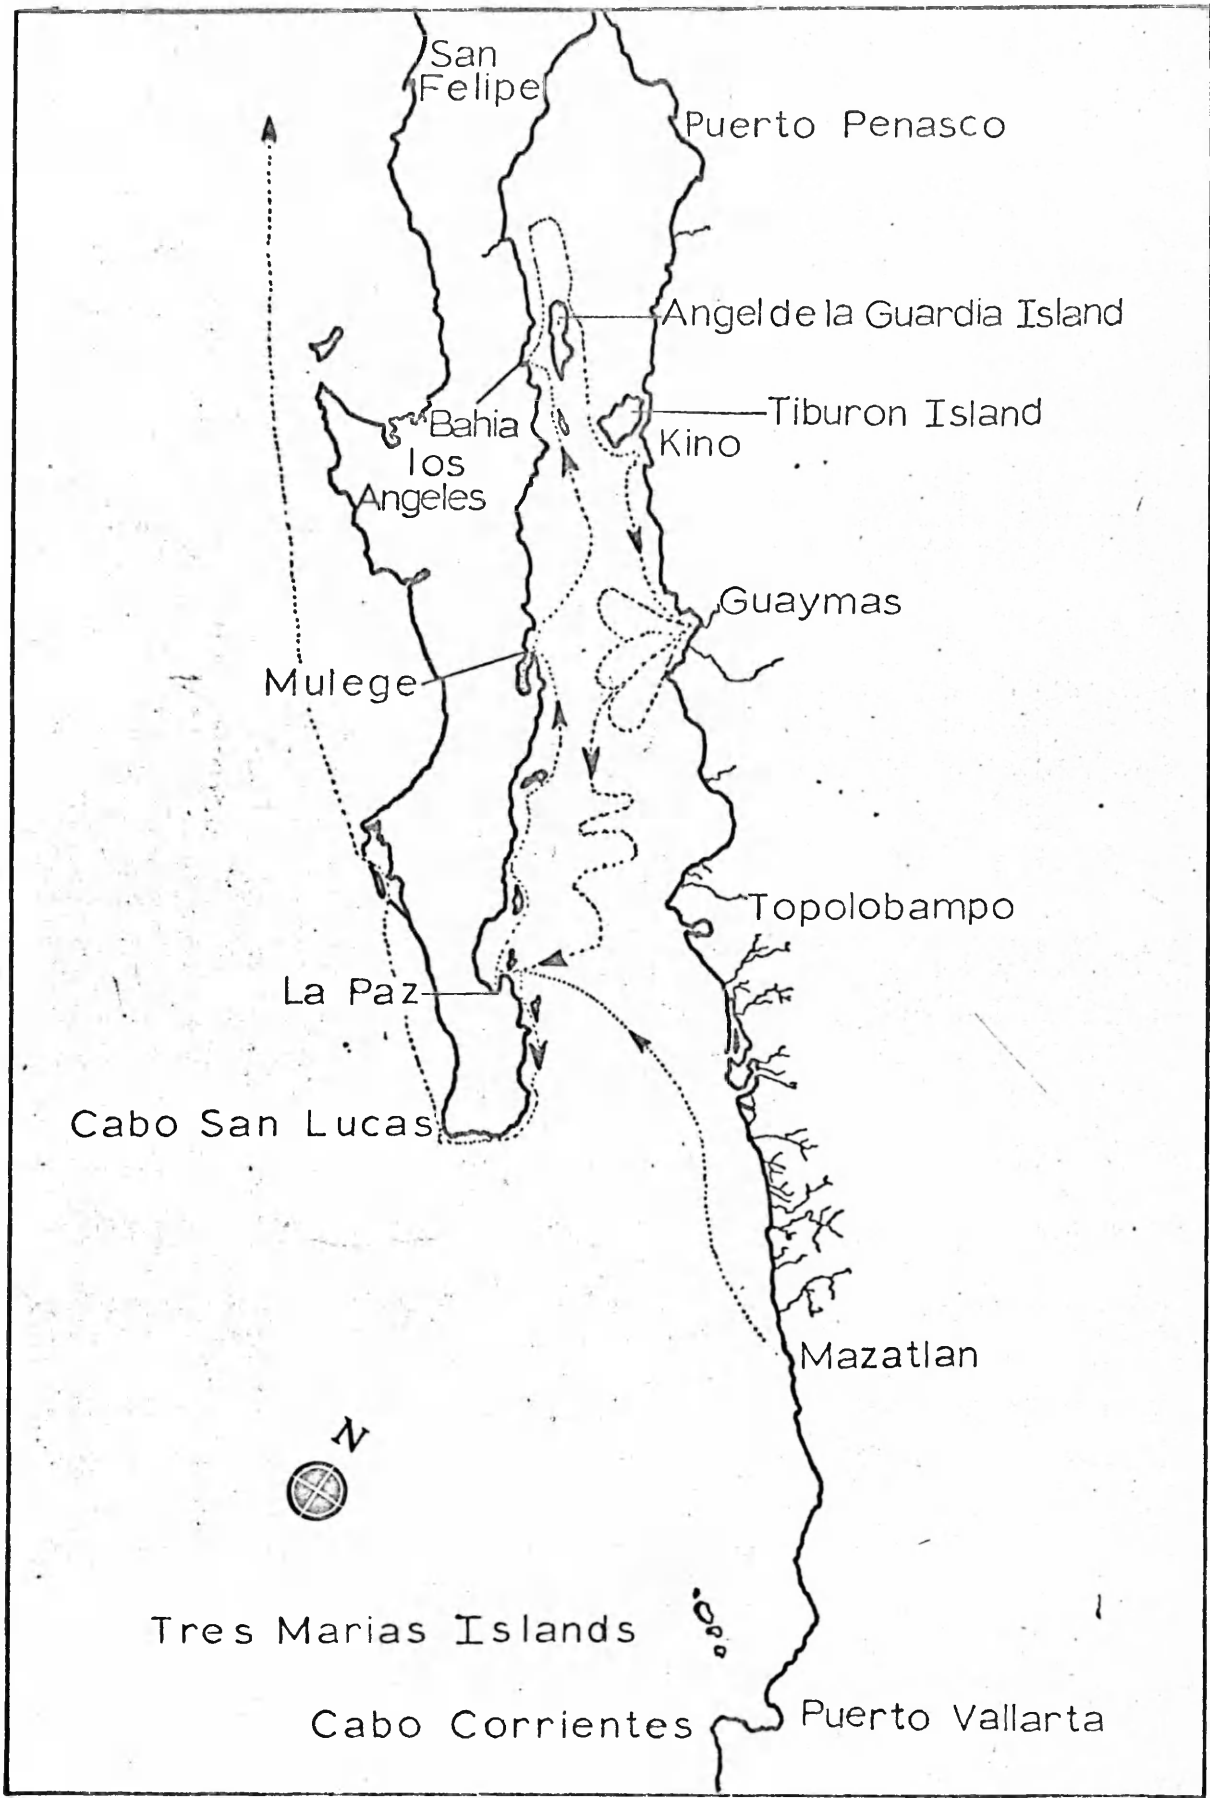 San
Felipe
Puerto Penasco
Angel de la Guardia Island
Tiburon Island
Bahia
los
Angeles
Kino
Guaymas
Mulege
Topolobampo
La Paz
Cabo San Lucas
Mazatlan
N
Tres Marias Islands
Cabo Corrientes
Puerto Vallarta